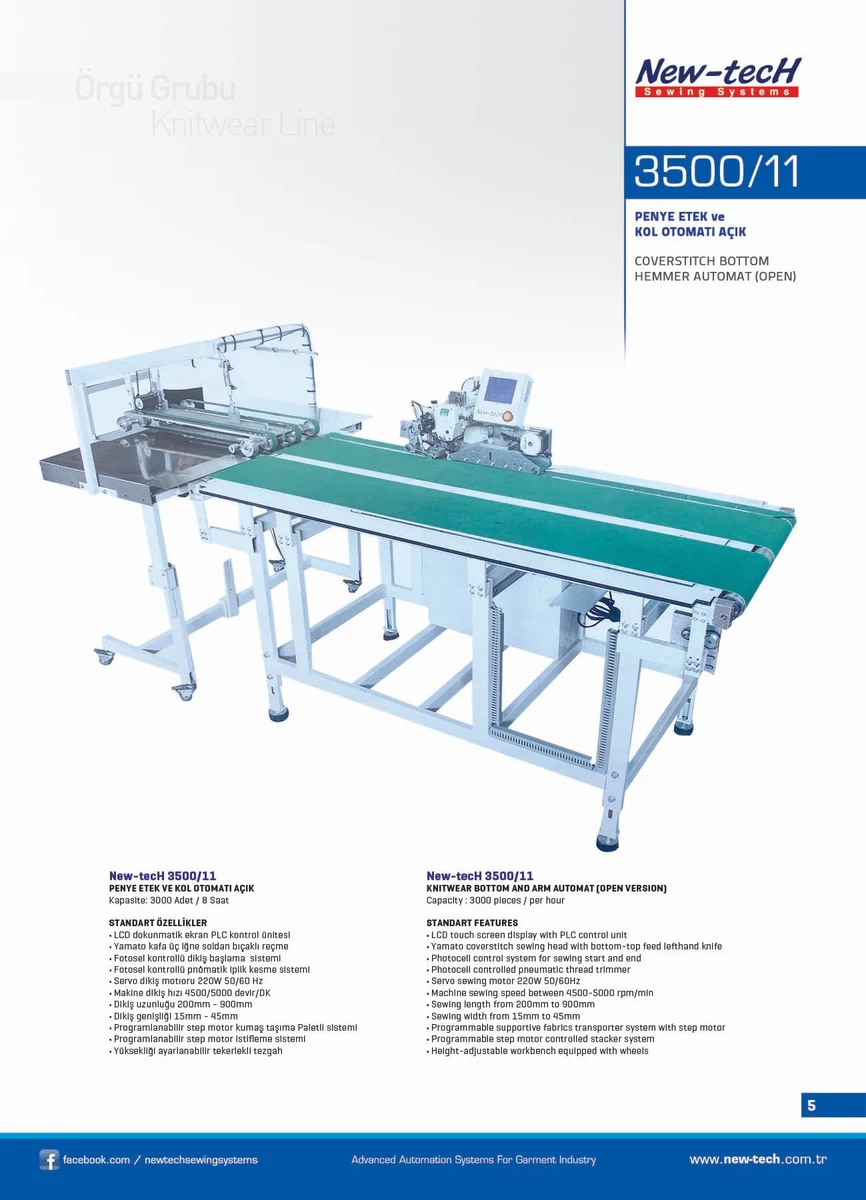 Örgü Grubu
Knitwear Line
New-tecH
Sewing Systems
3500/11
PENYE ETEK ve
KOL OTOMATI AÇIK
COVERSTITCH BOTTOM
HEMMER AUTOMAT (OPEN)
New-tecH
New-tecH 3500/11
PENYE ETEK VE KOL OTOMATI AÇIK
Kapasite: 3000 Adet / 8 Saat
STANDART ÖZELLİKLER
• LCD dokunmatik ekran PLC kontrol ünitesi
• Yamato kafa üç iğne soldan bıçaklı reçme
• Fotosel kontrollü dikiş başlama sistemi
• Fotosel kontrollü pnömatik iplik kesme sistemi
• Servo dikiş motıoru 220W 50/60 Hz
• Makine dikiş hızı 4500/5000 devir/DK
• Dikiş uzunluğu 200mm - 900mm
• Dikiş genişliği 15mm - 45mm
• Programlanabilir step motor kumaş taşıma Paletli sistemi
• Programlanabilir step motor istifleme sistemi
• Yüksekliği ayarlanabilir tekerlekli tezgah
New-tecH 3500/11
KNITWEAR BOTTOM AND ARM AUTOMAT (OPEN VERSION)
Capacity : 3000 pieces / per hour
STANDART FEATURES
• LCD touch screen display with PLC control unit
• Yamato coverstitch sewing head with bottom-top feed lefthand knife
• Photocell control system for sewing start and end
• Photocell controlled pneumatic thread trimmer
• Servo sewing motor 220W 50/60Hz
• Machine sewing speed between 4500-5000 rpm/min
• Sewing length from 200mm to 900mm
• Sewing width from 15mm to 45mm
• Programmable supportive fabrics transporter system with step motor
• Programmable step motor controlled stacker system
• Height-adjustable workbench equipped with wheels
5
facebook.com / newtechsewingsystems
Advanced Automation Systems For Garment Industry
www.new-tech.com.tr